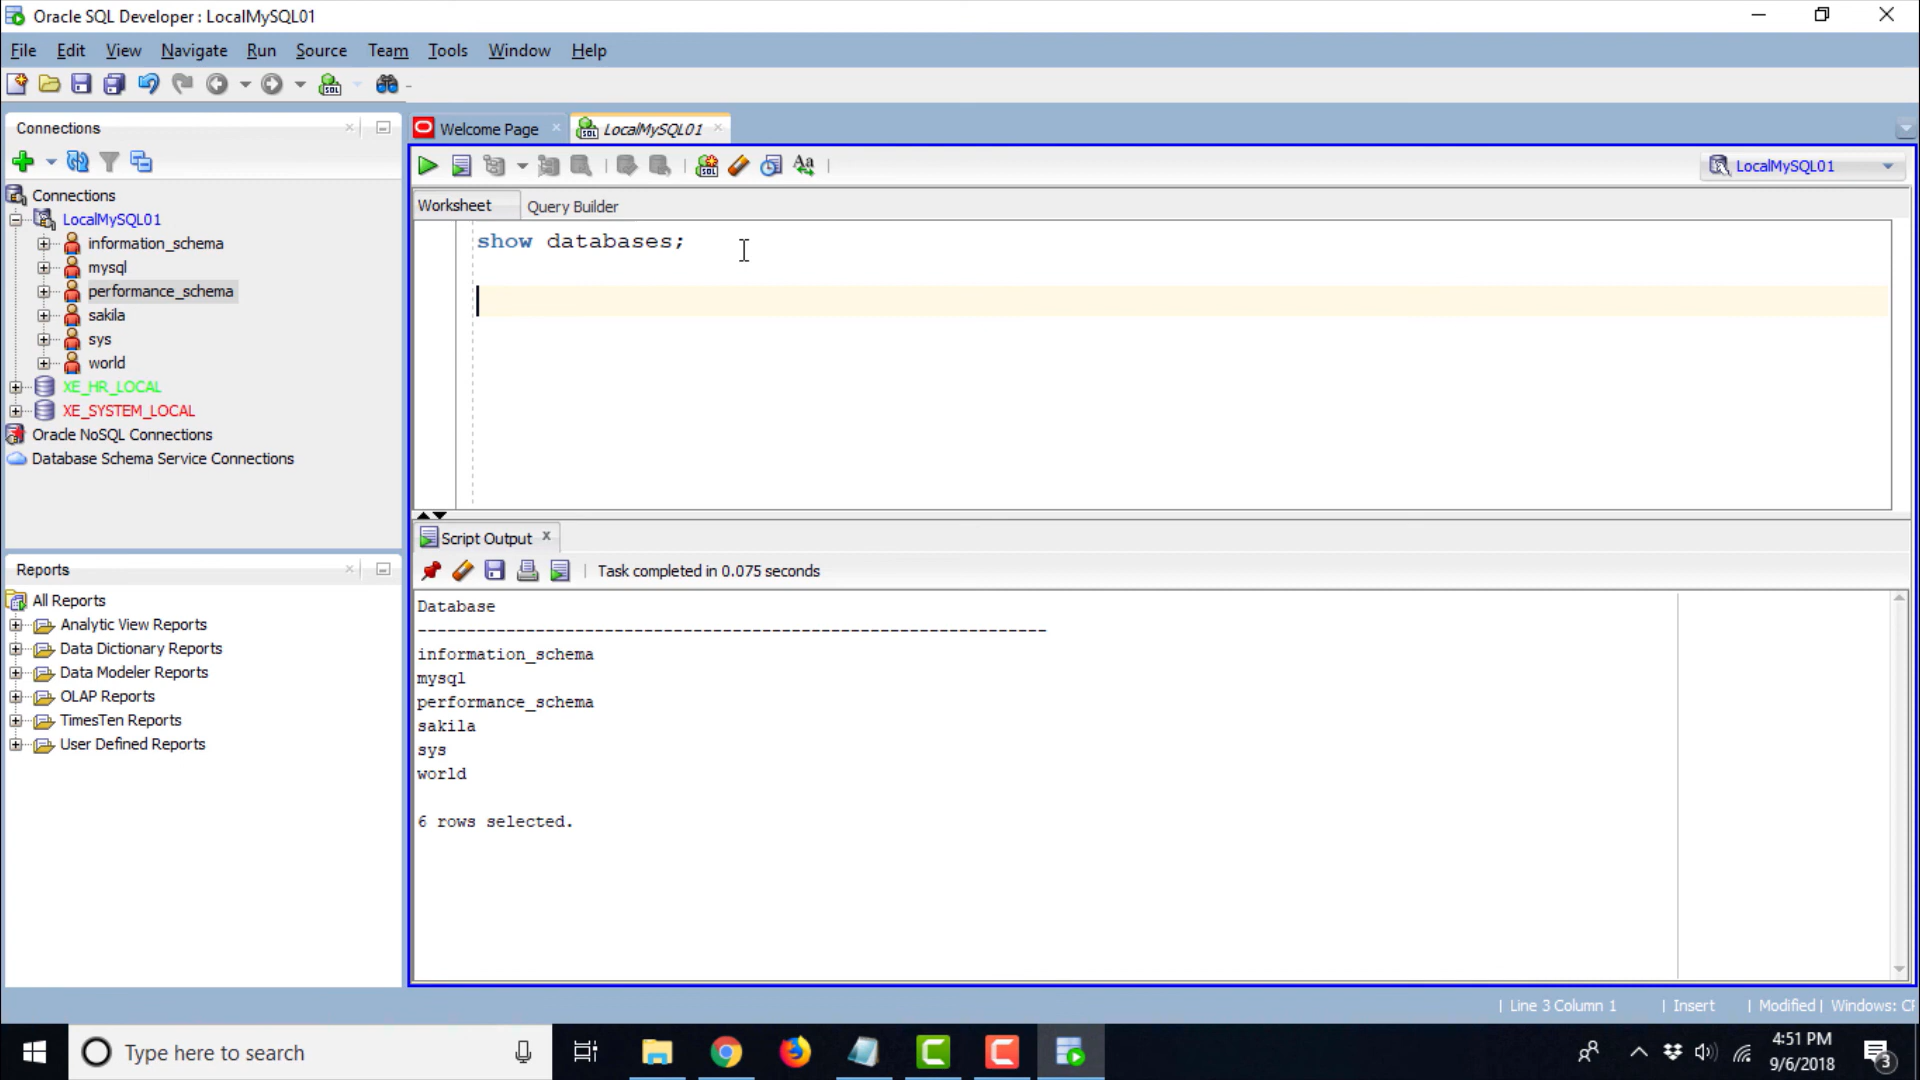 Oracle SQL Developer : LocalMySQL01
File Edit View Navigate Run Source Team Tools Window Help
Connections
Connections
LocalMySQL01
information_schema
mysql
performance_schema
sakila
sys
world
XE_HR_LOCAL
XE_SYSTEM_LOCAL
Oracle NoSQL Connections
Database Schema Service Connections
Reports
All Reports
Analytic View Reports
Data Dictionary Reports
Data Modeler Reports
OLAP Reports
TimesTen Reports
User Defined Reports
Welcome Page
LocalMySQL01
LocalMySQL01
Worksheet Query Builder
show databases;
Script Output
Task completed in 0.075 seconds
Database
----------------------------------------------------------------
information_schema
mysql
performance_schema
sakila
sys
world
6 rows selected.
| Line 3 Column 1 | Insert | Modified | Windows:
Type here to search
4:51 PM
9/6/2018
3